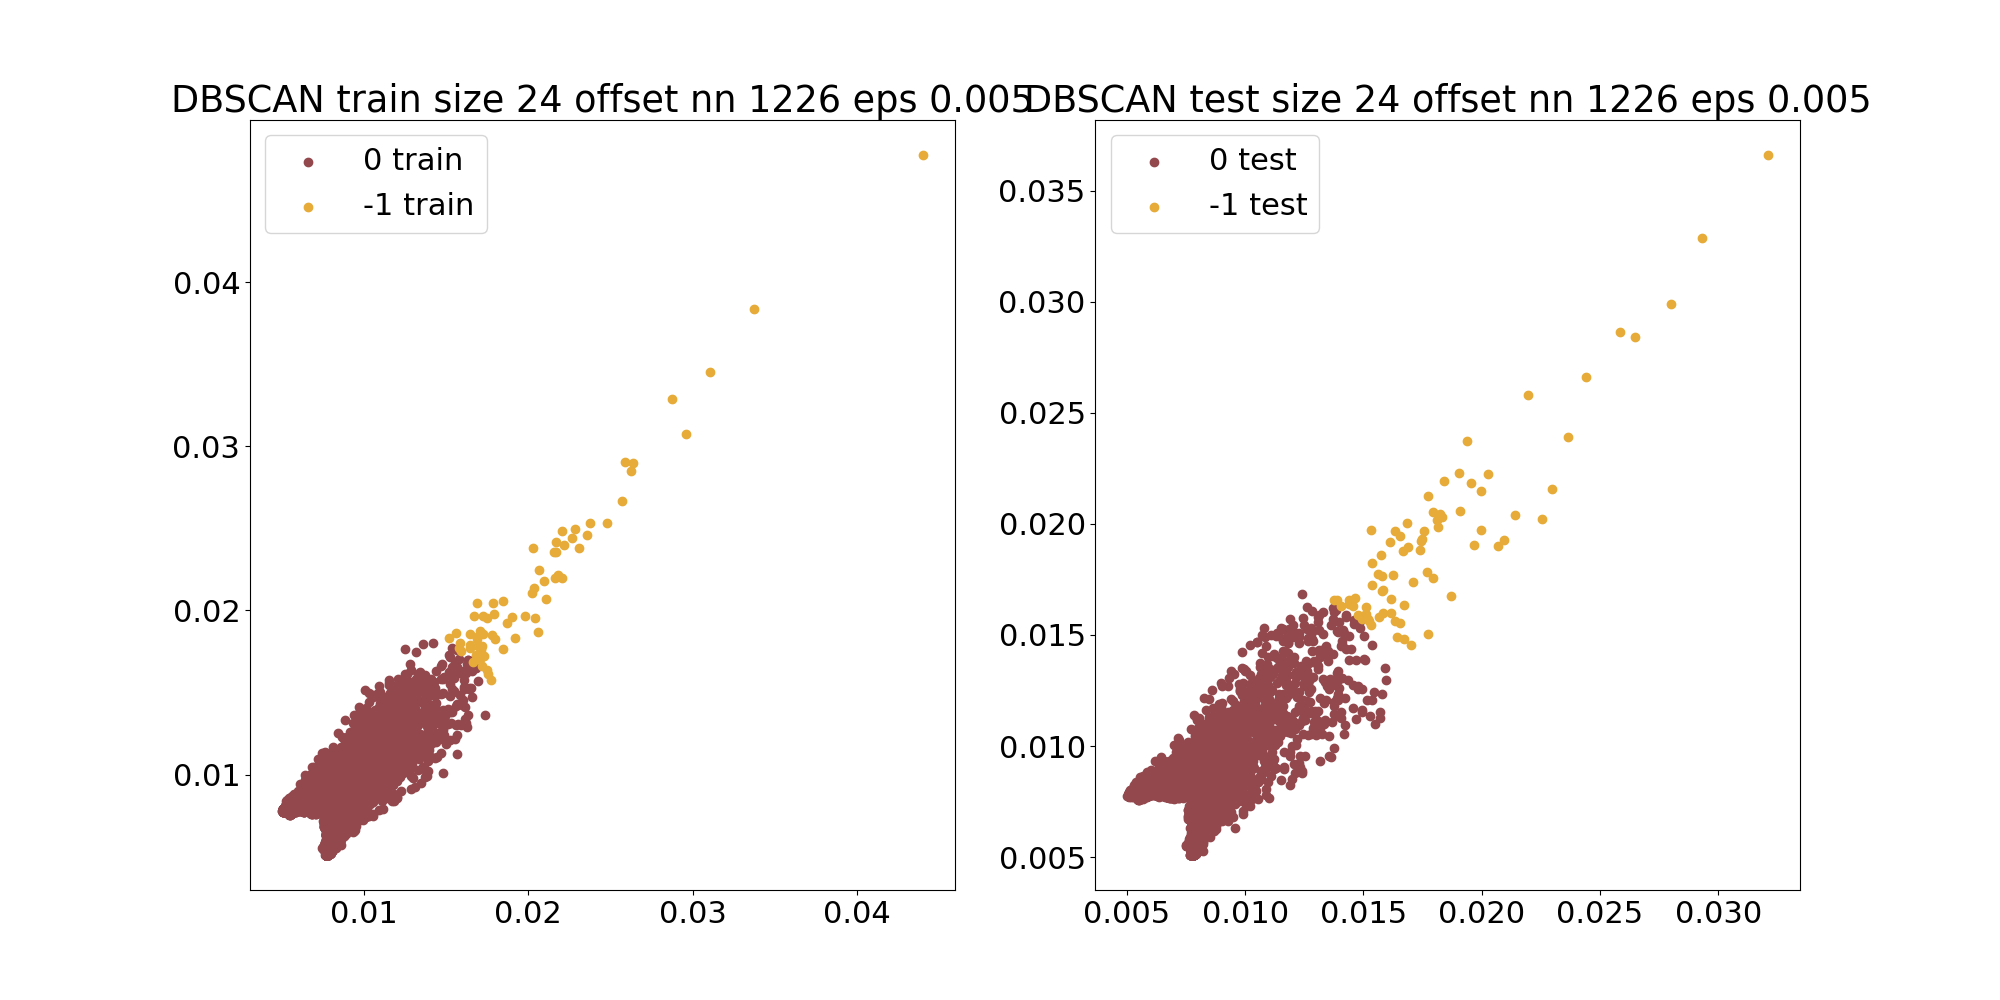 DBSCAN train size 24 offset nn 1226 eps 0.005
0 train
-1 train
0.04
0.03
0.02
0.01
0.01 0.02 0.03 0.04
DBSCAN test size 24 offset nn 1226 eps 0.005
0 test
-1 test
0.035
0.030
0.025
0.020
0.015
0.010
0.005
0.005 0.010 0.015 0.020 0.025 0.030